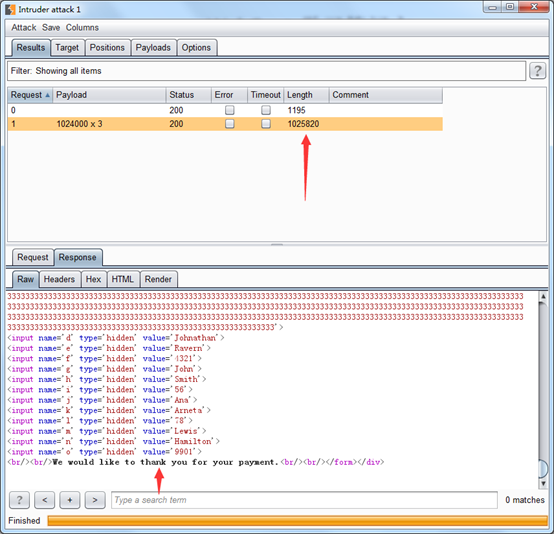 Intruder attack 1
Attack Save Columns
Results Target Positions Payloads Options
Filter: Showing all items ?
Request Payload Status Error Timeout Length Comment
0 200 1195
1 1024000 x 3 200 1025820
Request Response
Raw Headers Hex HTML Render
<input name='d' type='hidden' value='Johnathan'>
<input name='e' type='hidden' value='Ravern'>
<input name='f' type='hidden' value='4321'>
<input name='g' type='hidden' value='John'>
<input name='h' type='hidden' value='Smith'>
<input name='i' type='hidden' value='56'>
<input name='j' type='hidden' value='Ana'>
<input name='k' type='hidden' value='Arneta'>
<input name='l' type='hidden' value='78'>
<input name='m' type='hidden' value='Lewis'>
<input name='n' type='hidden' value='Hamilton'>
<input name='o' type='hidden' value='9901'>
<br/><br/>We would like to thank you for your payment.<br/><br/></form></div>
? < + > Type a search term 0 matches
Finished